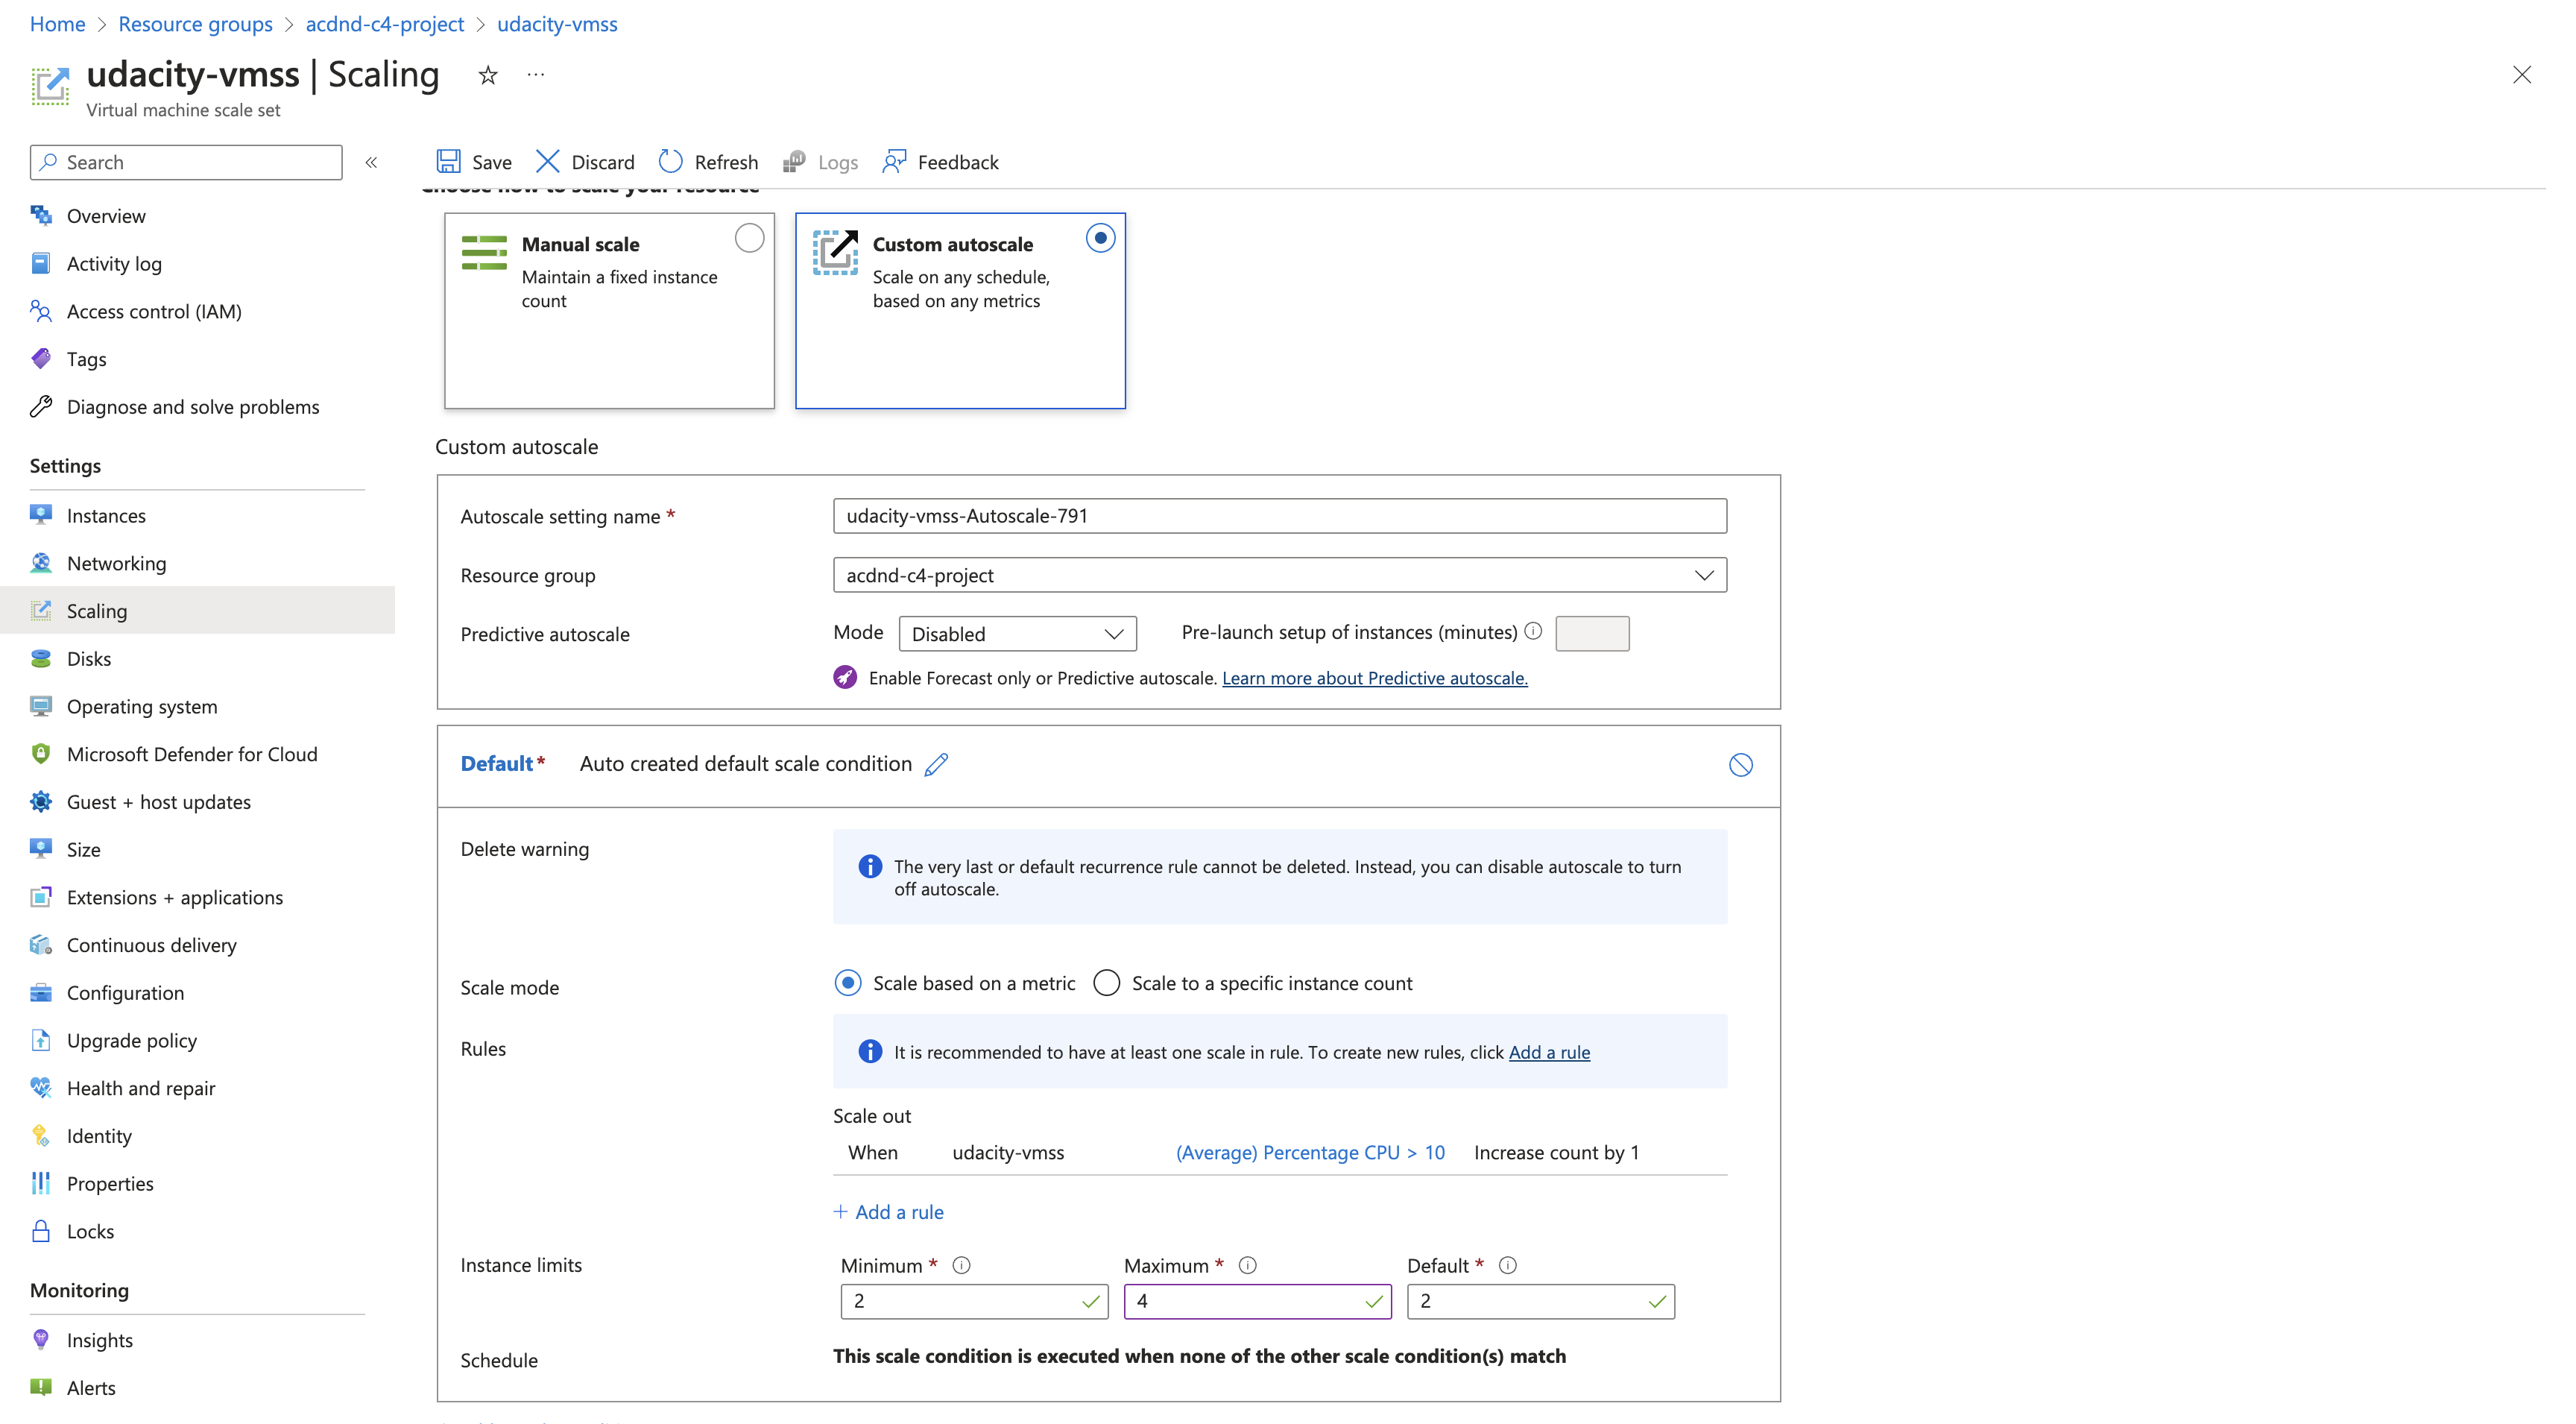 Home > Resource groups > acdnd-c4-project > udacity-vmss
udacity-vmss | Scaling
Virtual machine scale set
Search
Save Discard Refresh Logs Feedback
Choose how to scale your resource
Overview
Activity log
Access control (IAM)
Tags
Diagnose and solve problems
Settings
Instances
Networking
Scaling
Disks
Operating system
Microsoft Defender for Cloud
Guest + host updates
Size
Extensions + applications
Continuous delivery
Configuration
Upgrade policy
Health and repair
Identity
Properties
Locks
Monitoring
Insights
Alerts
Manual scale
Maintain a fixed instance
count
Custom autoscale
Scale on any schedule,
based on any metrics
Custom autoscale
Autoscale setting name * udacity-vmss-Autoscale-791
Resource group acdnd-c4-project
Predictive autoscale Mode Disabled Pre-launch setup of instances (minutes)
Enable Forecast only or Predictive autoscale. Learn more about Predictive autoscale.
Default* Auto created default scale condition
Delete warning
The very last or default recurrence rule cannot be deleted. Instead, you can disable autoscale to turn
off autoscale.
Scale mode Scale based on a metric Scale to a specific instance count
Rules It is recommended to have at least one scale in rule. To create new rules, click Add a rule
Scale out
When udacity-vmss (Average) Percentage CPU > 10 Increase count by 1
+ Add a rule
Instance limits Minimum * Maximum * Default *
2 4 2
Schedule This scale condition is executed when none of the other scale condition(s) match